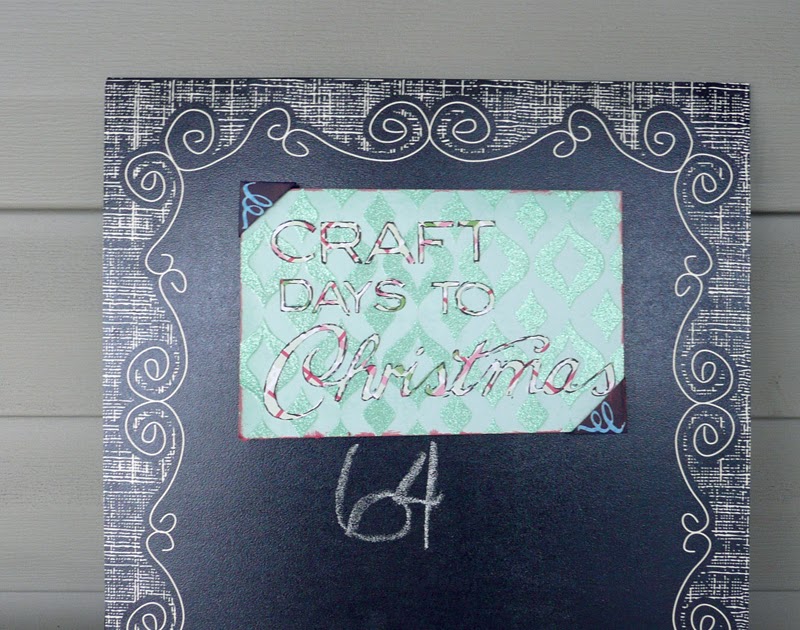 CRAFT
DAYS TO
Christmas
64